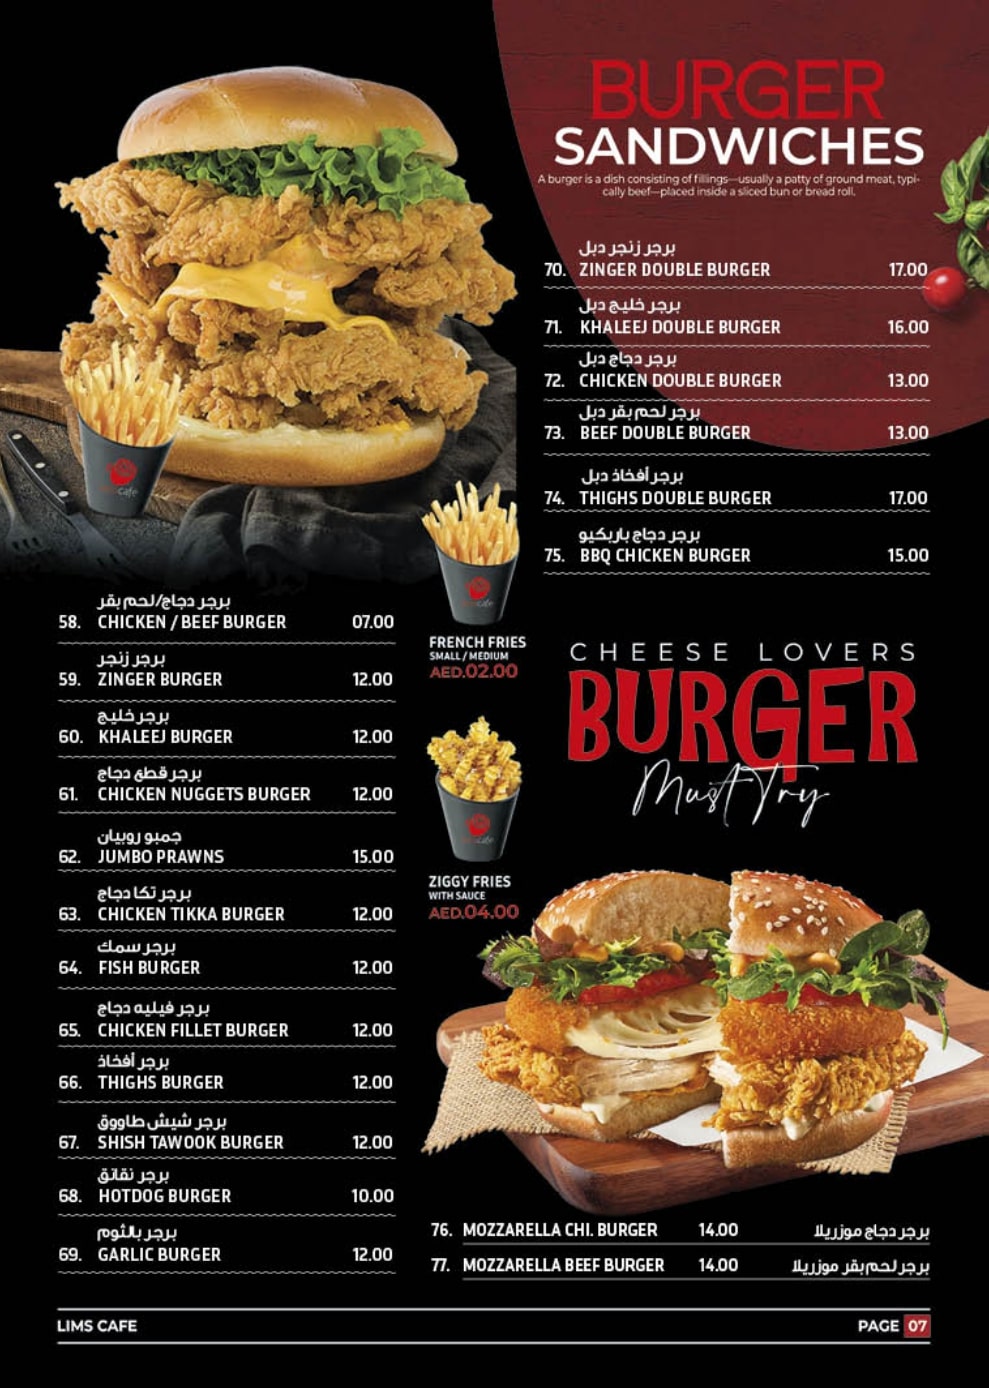 BURGER
SANDWICHES
A burger is a dish consisting of fillings—usually a patty of ground meat, typi-
cally beef—placed inside a sliced bun or bread roll.
برجر زنجر دبل
70. ZINGER DOUBLE BURGER 17.00
برجر خليج دبل
71. KHALEEJ DOUBLE BURGER 16.00
برجر دجاج دبل
72. CHICKEN DOUBLE BURGER 13.00
برجر لحم بقر دبل
73. BEEF DOUBLE BURGER 13.00
برجر أفخاذ دبل
74. THIGHS DOUBLE BURGER 17.00
برجر دجاج باربكيو
75. BBQ CHICKEN BURGER 15.00
برجر دجاج/لحم بقر
58. CHICKEN / BEEF BURGER 07.00
برجر زنجر
59. ZINGER BURGER 12.00
برجر خليج
60. KHALEEJ BURGER 12.00
برجر قطع دجاج
61. CHICKEN NUGGETS BURGER 12.00
جمبو روبيان
62. JUMBO PRAWNS 15.00
برجر تكا دجاج
63. CHICKEN TIKKA BURGER 12.00
برجر سمك
64. FISH BURGER 12.00
برجر فيليه دجاج
65. CHICKEN FILLET BURGER 12.00
برجر أفخاذ
66. THIGHS BURGER 12.00
برجر شيش طاووق
67. SHISH TAWOOK BURGER 12.00
برجر نقانق
68. HOTDOG BURGER 10.00
برجر بالثوم
69. GARLIC BURGER 12.00
FRENCH FRIES
SMALL / MEDIUM
AED.02.00
ZIGGY FRIES
WITH SAUCE
AED.04.00
CHEESE LOVERS
BURGER
Must Try
76. MOZZARELLA CHI. BURGER 14.00 برجر دجاج موزريلا
77. MOZZARELLA BEEF BURGER 14.00 برجر لحم بقر موزريلا
LIMS CAFE
PAGE 07